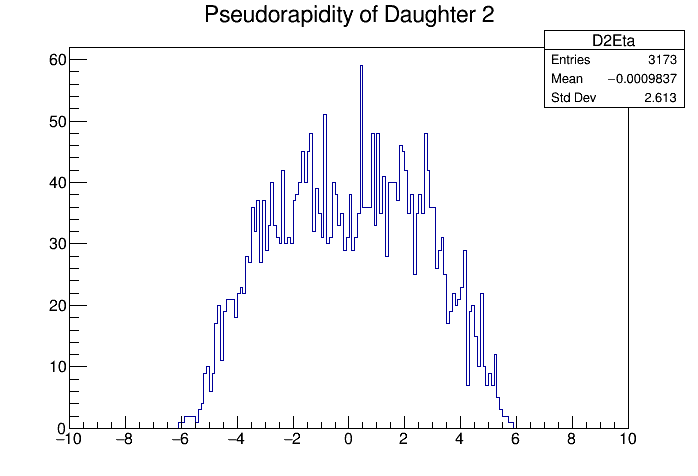 Pseudorapidity of Daughter 2
D2Eta
Entries 3173
Mean −0.0009837
Std Dev 2.613
60
50
40
30
20
10
0
−10 −8 −6 −4 −2 0 2 4 6 8 10